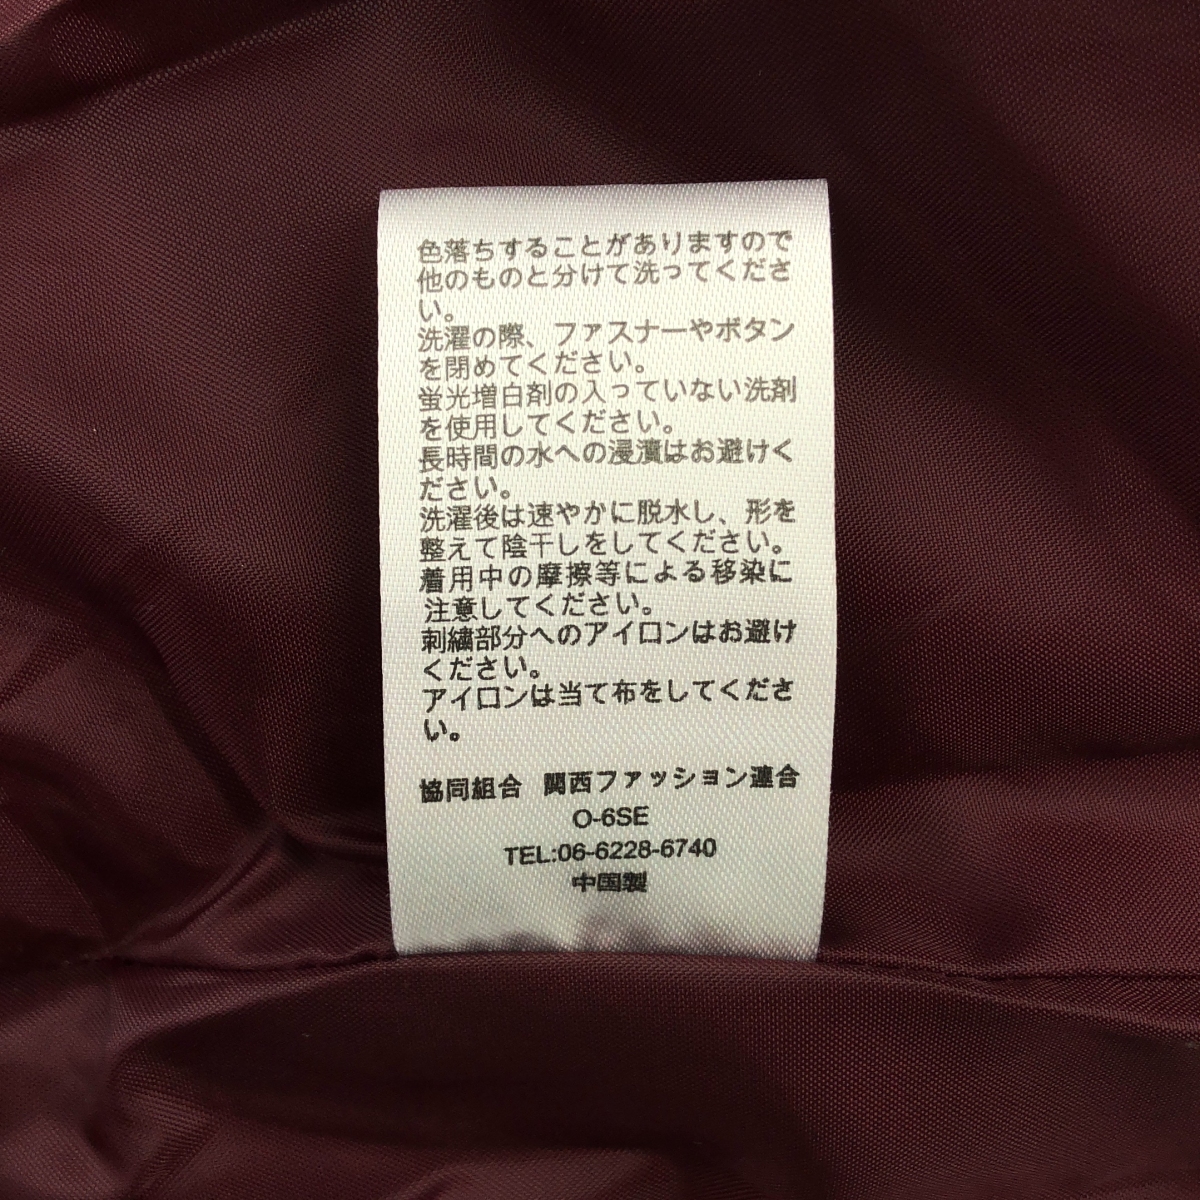 色落ちすることがありますので
他のものと分けて洗ってくださ
い。
洗濯の際、ファスナーやボタン
を閉めてください。
蛍光増白剤の入っていない洗剤
を使用してください。
長時間の水への浸漬はお避けく
ださい。
洗濯後は速やかに脱水し、形を
整えて陰干しをしてください。
着用中の摩擦等による移染に
注意してください。
刺繍部分へのアイロンはお避け
ください。
アイロンは当て布をしてくださ
い。
協同組合 関西ファッション連合
O-6SE
TEL:06-6228-6740
中国製